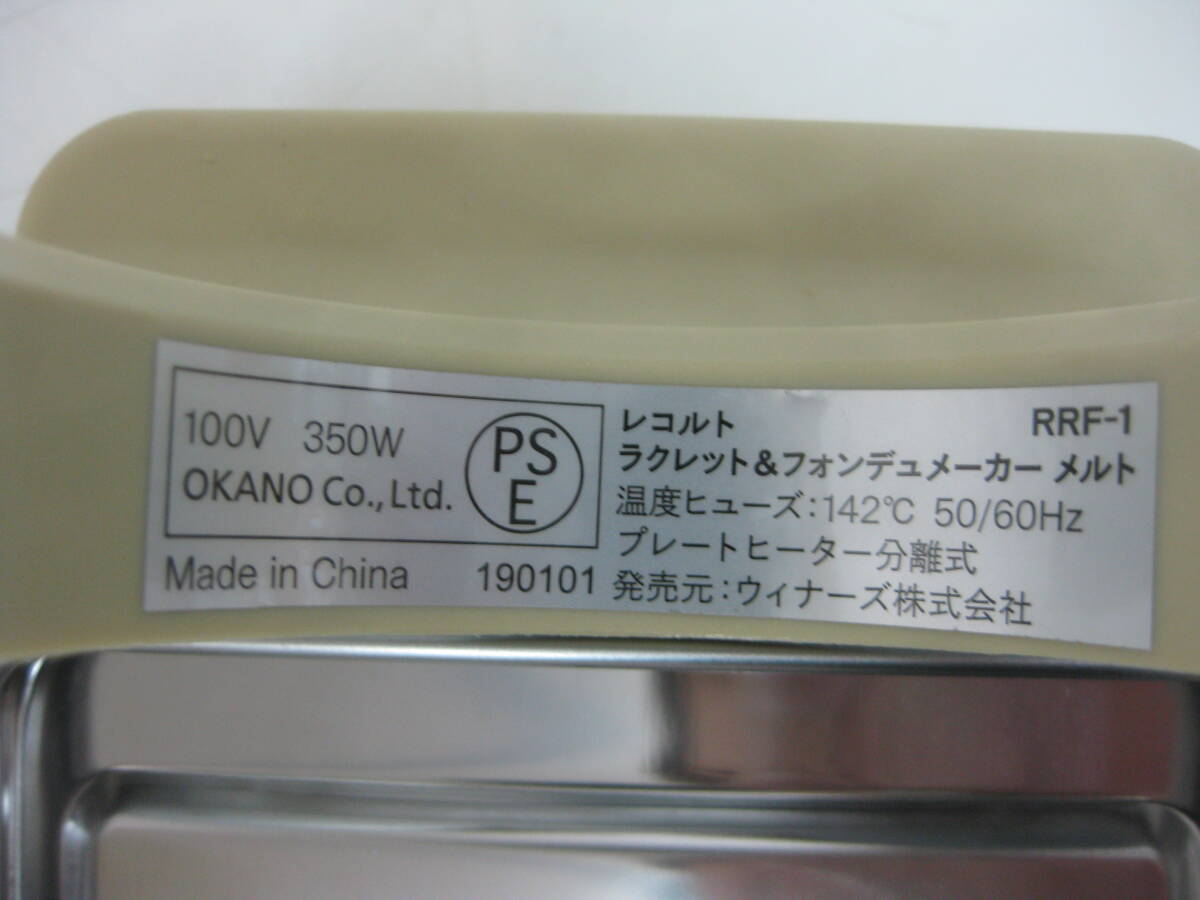 100V 350W
OKANO Co., Ltd.
PS
E
Made in China 190101
レコルト RRF-1
ラクレット&フォンデュメーカー メルト
温度ヒューズ:142℃ 50/60Hz
プレートヒーター分離式
発売元:ウィナーズ株式会社